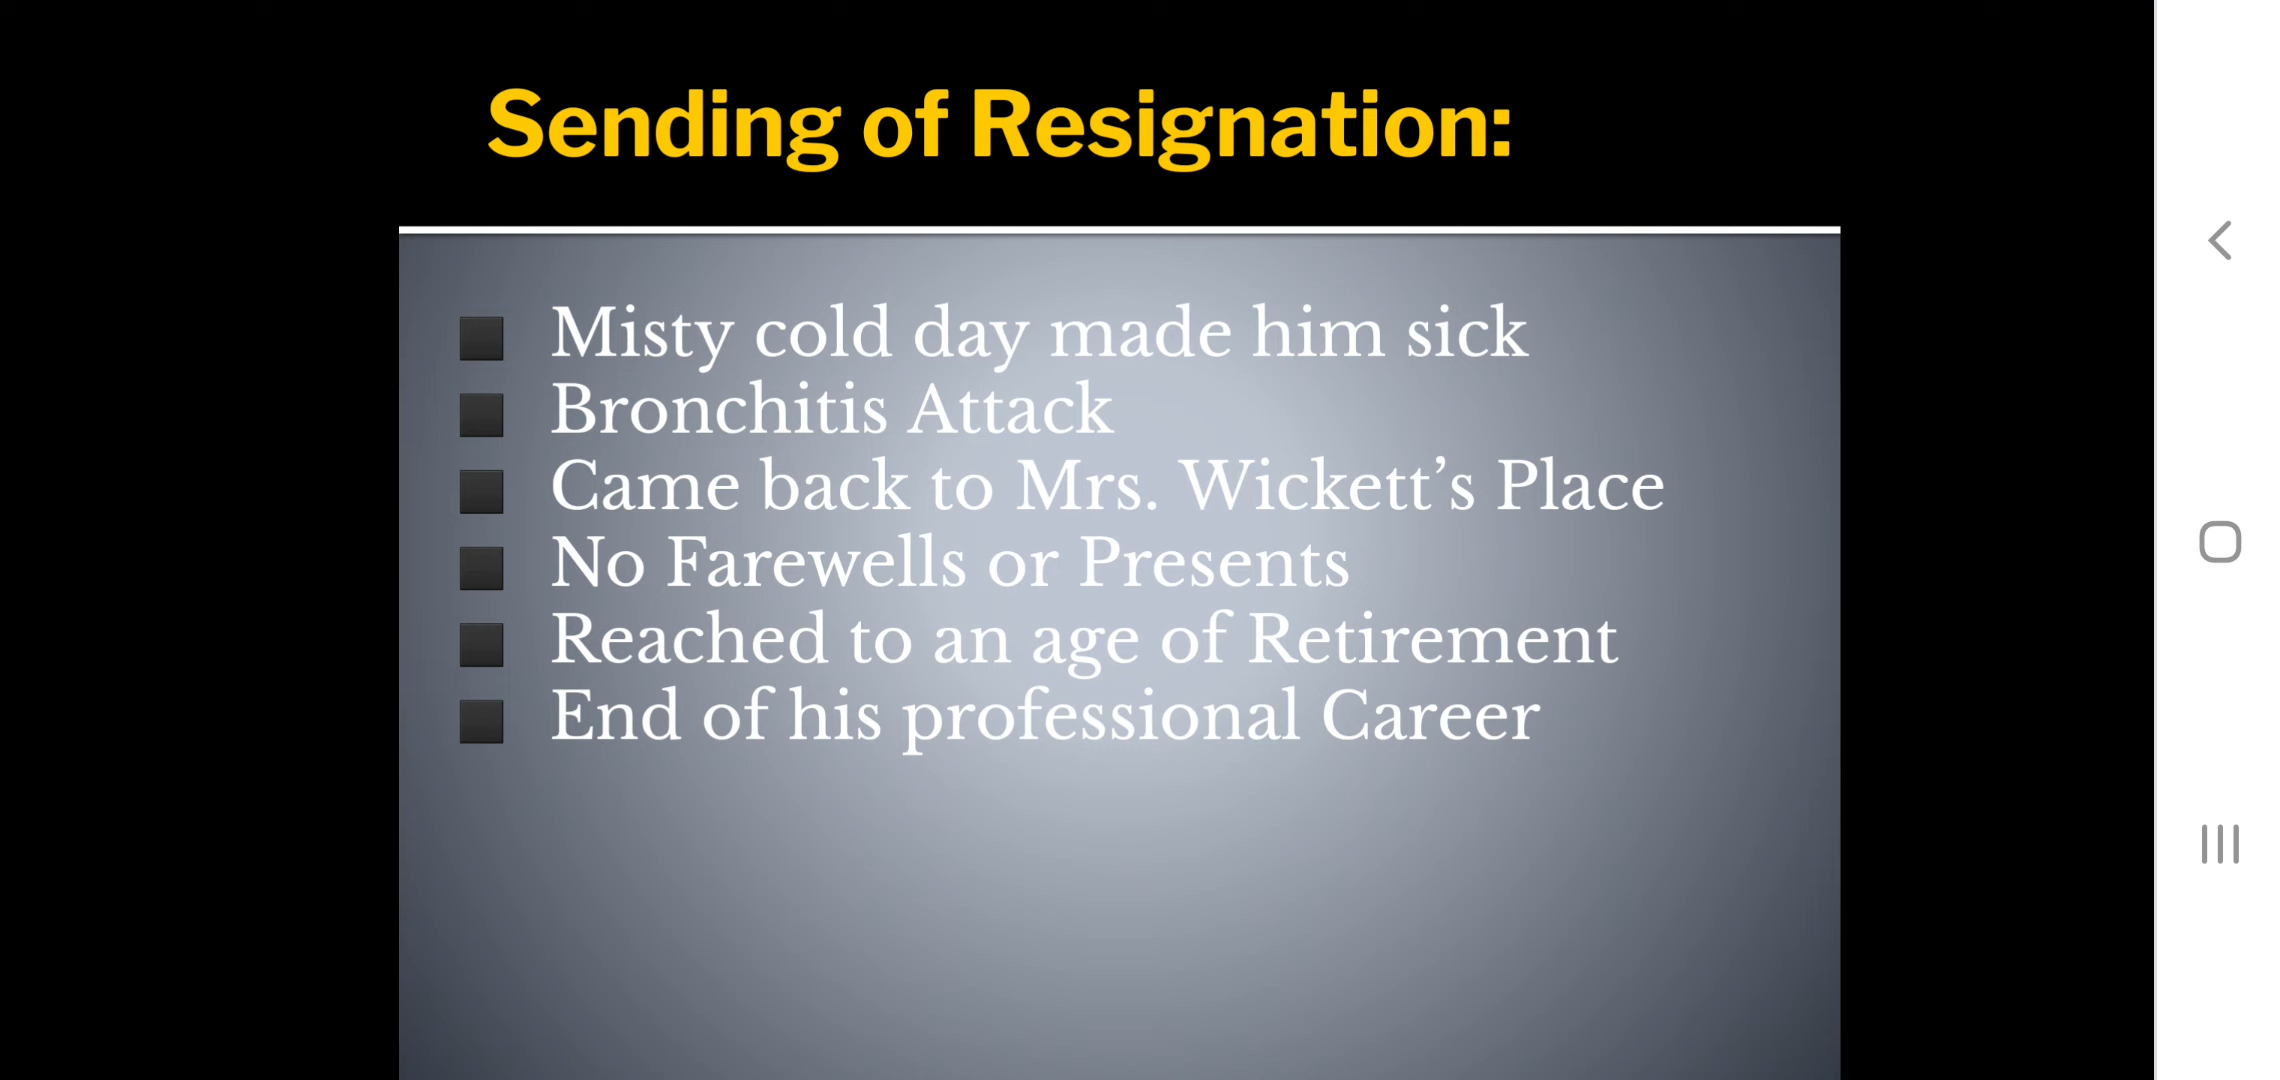 Sending of Resignation:
Misty cold day made him sick
Bronchitis Attack
Came back to Mrs. Wickett’s Place
No Farewells or Presents
Reached to an age of Retirement
End of his professional Career